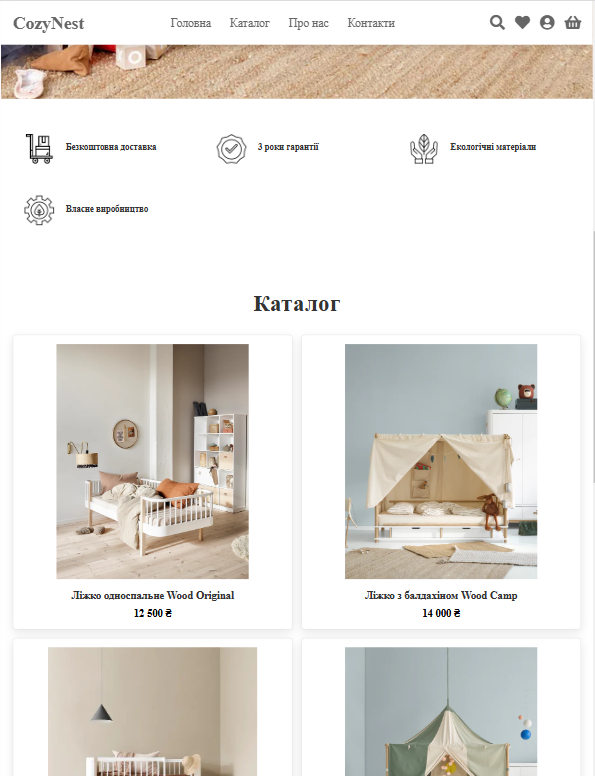 CozyNest
Головна Каталог Про нас Контакти
Безкоштовна доставка
3 роки гарантії
Екологічні матеріали
Власне виробництво
Каталог
Ліжко односпальне Wood Original
12 500 ₴
Ліжко з балдахіном Wood Camp
14 000 ₴